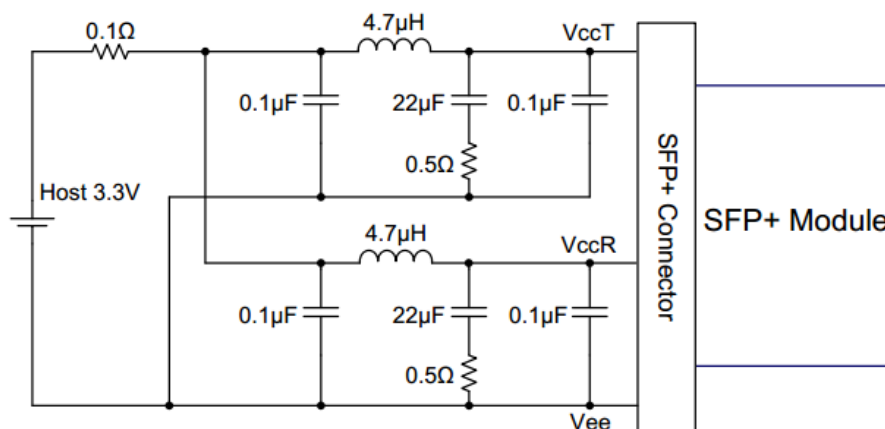 0.1Ω
4.7µH
VccT
0.1µF
22µF
0.1µF
0.5Ω
Host 3.3V
4.7µH
VccR
0.1µF
22µF
0.1µF
0.5Ω
Vee
SFP+ Connector
SFP+ Module